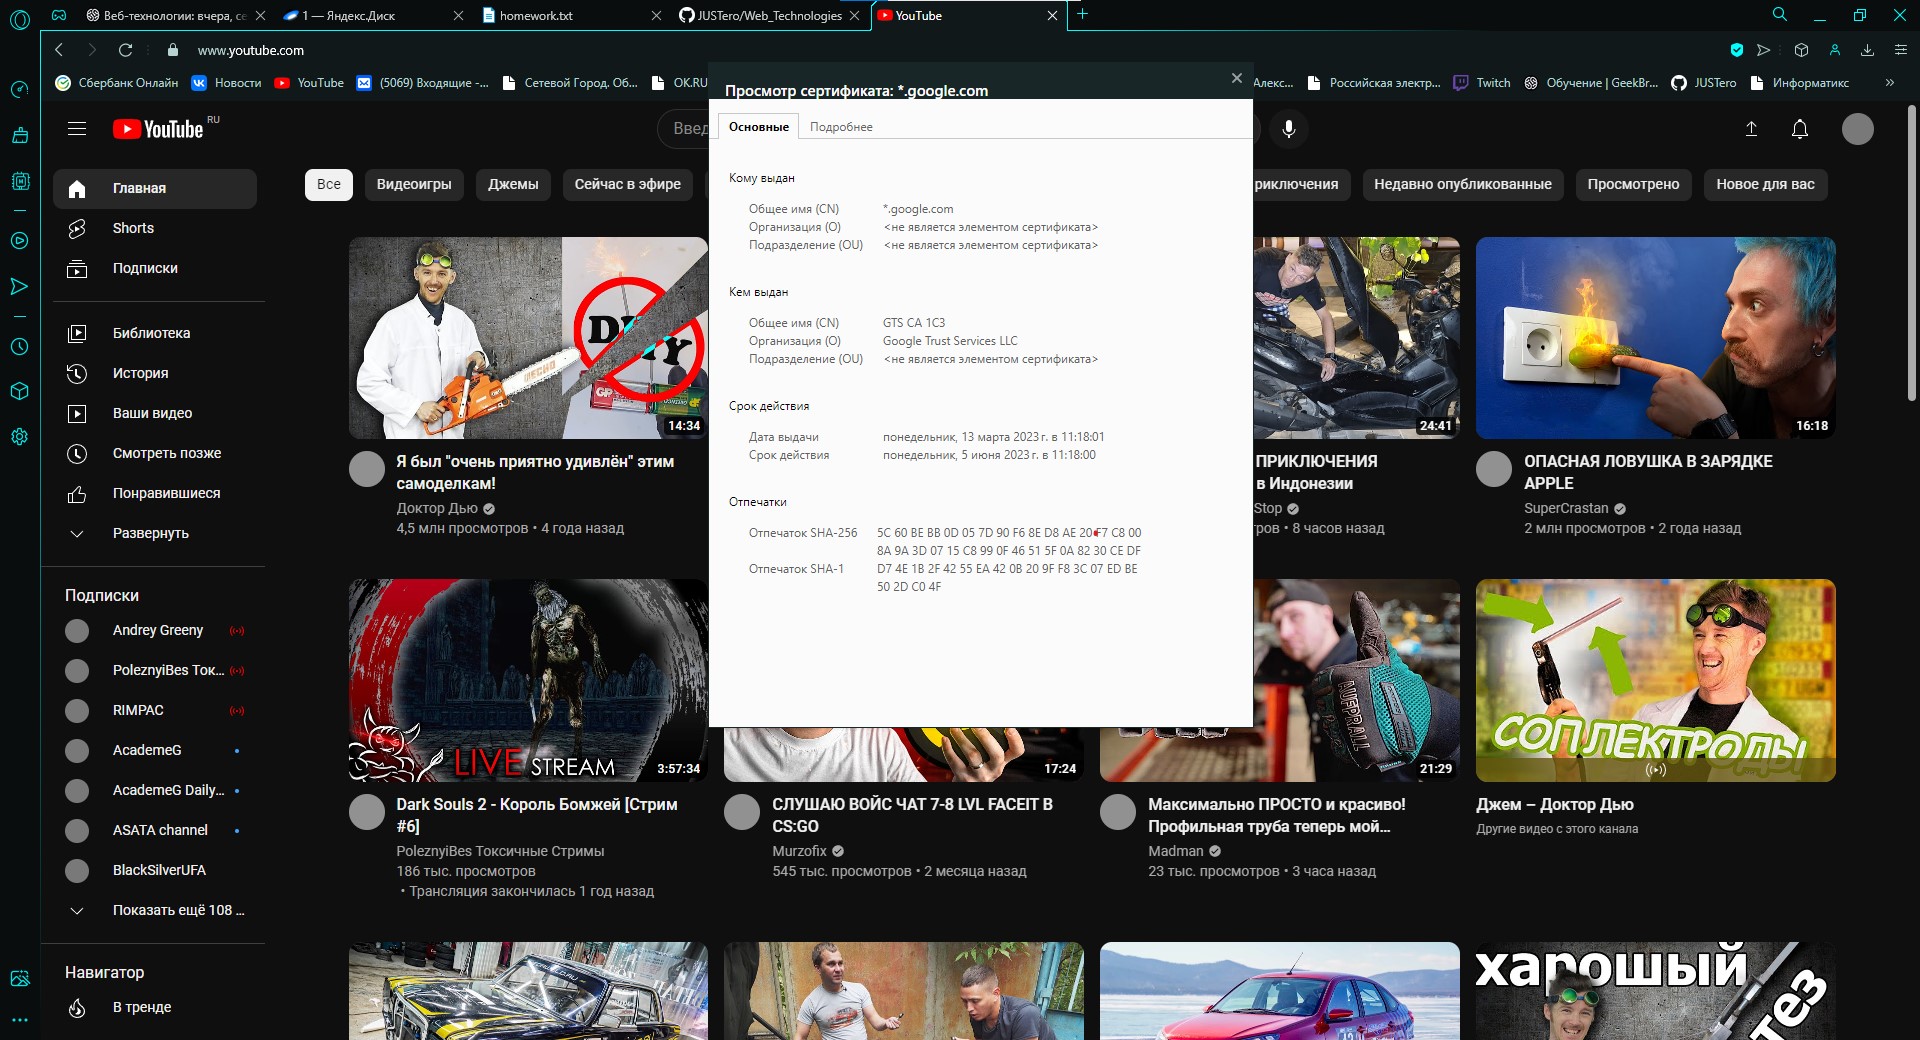 Веб-технологии: вчера, се
1 — Яндекс.Диск
homework.txt
JUSTero/Web_Technologies
YouTube
www.youtube.com
Сбербанк Онлайн
Новости
YouTube
(5069) Входящие -...
Сетевой Город. Об...
OK.RU
Алекс...
Российская электр...
Twitch
Обучение | GeekBr...
JUSTero
Информатикс
»
YouTube RU
Введ
Все
Видеоигры
Джемы
Сейчас в эфире
риключения
Недавно опубликованные
Просмотрено
Новое для вас
Главная
Shorts
Подписки
Библиотека
История
Ваши видео
Смотреть позже
Понравившиеся
Развернуть
Подписки
Andrey Greeny
PoleznyiBes Ток...
RIMPAC
AcademeG
AcademeG Daily...
ASATA channel
BlackSilverUFA
Показать ещё 108 ...
Навигатор
В тренде
Просмотр сертификата: *.google.com
Основные
Подробнее
Кому выдан
Общее имя (CN) *.google.com
Организация (O) <не является элементом сертификата>
Подразделение (OU) <не является элементом сертификата>
Кем выдан
Общее имя (CN) GTS CA 1C3
Организация (O) Google Trust Services LLC
Подразделение (OU) <не является элементом сертификата>
Срок действия
Дата выдачи понедельник, 13 марта 2023 г. в 11:18:01
Срок действия понедельник, 5 июня 2023 г. в 11:18:00
Отпечатки
Отпечаток SHA-256 5C 60 BE BB 0D 05 7D 90 F6 8E D8 AE 20 F7 C8 00
8A 9A 3D 07 15 C8 99 0F 46 51 5F 0A 82 30 CE DF
Отпечаток SHA-1 D7 4E 1B 2F 42 55 EA 42 0B 20 9F F8 3C 07 ED BE
50 2D C0 4F
ECHO
GP
14:34
Я был "очень приятно удивлён" этим
самоделкам!
Доктор Дью
4,5 млн просмотров • 4 года назад
24:41
ПРИКЛЮЧЕНИЯ
в Индонезии
Stop
ров • 8 часов назад
16:18
ОПАСНАЯ ЛОВУШКА В ЗАРЯДКЕ
APPLE
SuperCrastan
2 млн просмотров • 2 года назад
LIVE STREAM
3:57:34
Dark Souls 2 - Король Бомжей [Стрим
#6]
PoleznyiBes Токсичные Стримы
186 тыс. просмотров
• Трансляция закончилась 1 год назад
17:24
СЛУШАЮ ВОЙС ЧАТ 7-8 LVL FACEIT В
CS:GO
Murzofix
545 тыс. просмотров • 2 месяца назад
21:29
Максимально ПРОСТО и красиво!
Профильная труба теперь мой...
Madman
23 тыс. просмотров • 3 часа назад
СОПЛЕКТРОДЫ
Джем – Доктор Дью
Другие видео с этого канала
харошый
тез